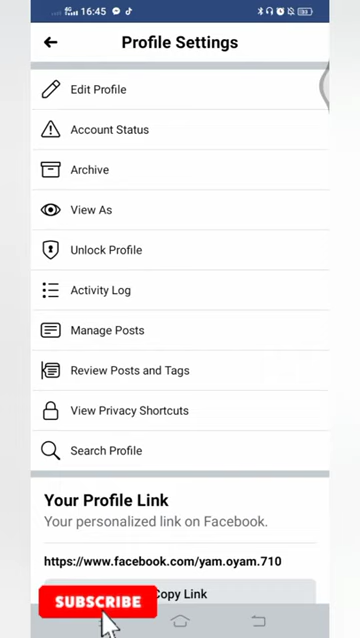 16:45
Profile Settings
Edit Profile
Account Status
Archive
View As
Unlock Profile
Activity Log
Manage Posts
Review Posts and Tags
View Privacy Shortcuts
Search Profile
Your Profile Link
Your personalized link on Facebook.
https://www.facebook.com/yam.oyam.710
Copy Link
SUBSCRIBE